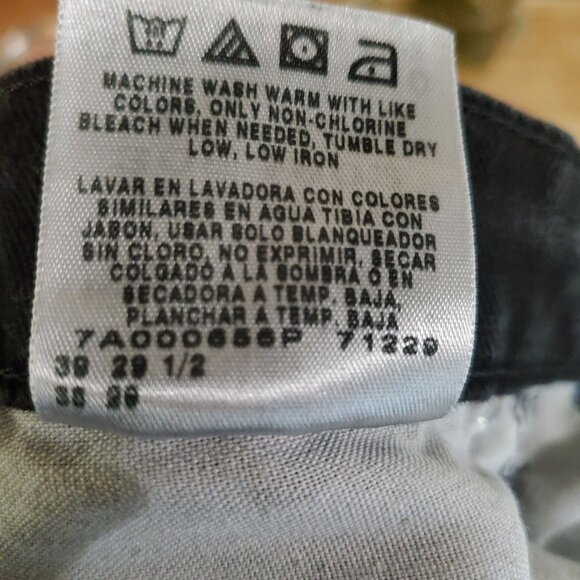 MACHINE WASH WARM WITH LIKE
COLORS, ONLY NON-CHLORINE
BLEACH WHEN NEEDED, TUMBLE DRY
LOW, LOW IRON
LAVAR EN LAVADORA CON COLORES
SIMILARES EN AGUA TIBIA CON
JABON, USAR SOLO BLANQUEADOR
SIN CLORO, NO EXPRIMIR, SECAR
COLGADO A LA SOMBRA O EN
SECADORA A TEMP. BAJA,
PLANCHAR A TEMP. BAJA
7A000656P 71229
39 29 1/2